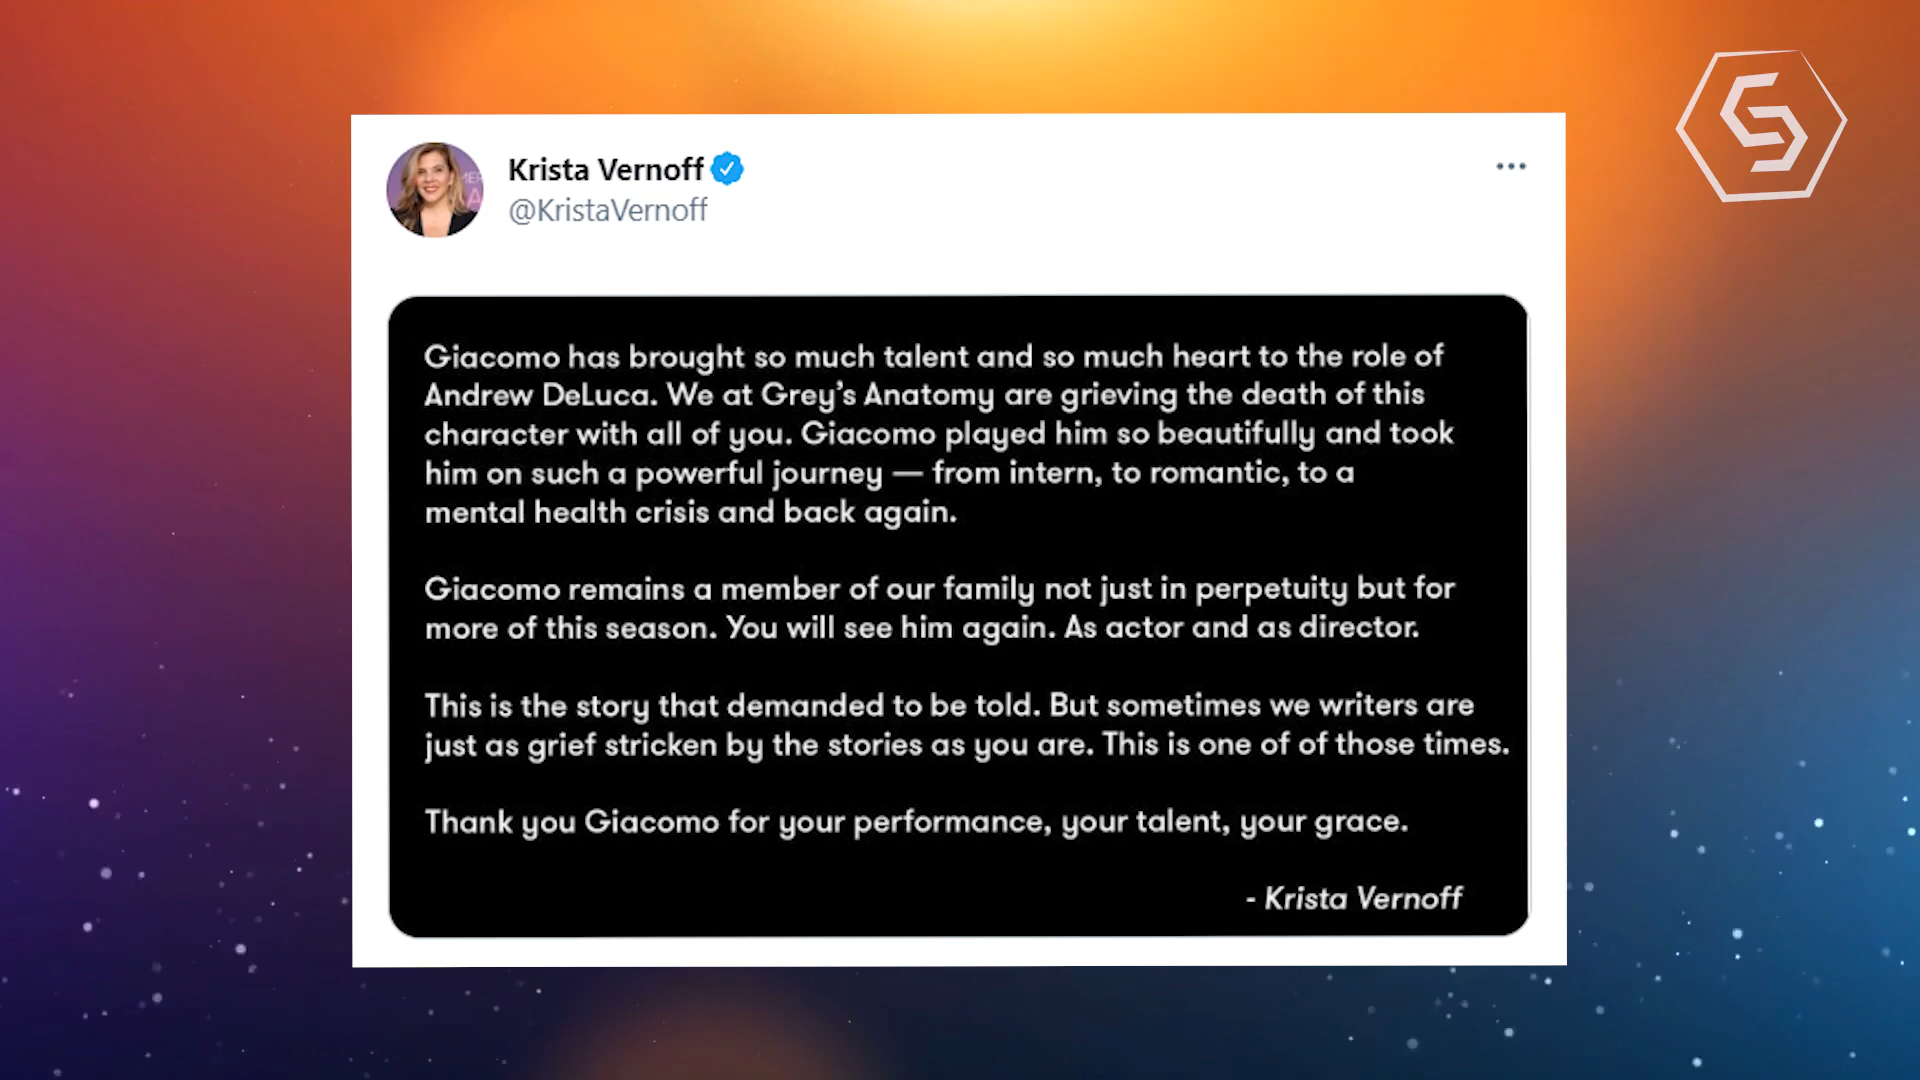 Krista Vernoff
@KristaVernoff
Giacomo has brought so much talent and so much heart to the role of
Andrew DeLuca. We at Grey's Anatomy are grieving the death of this
character with all of you. Giacomo played him so beautifully and took
him on such a powerful journey — from intern, to romantic, to a
mental health crisis and back again.
Giacomo remains a member of our family not just in perpetuity but for
more of this season. You will see him again. As actor and as director.
This is the story that demanded to be told. But sometimes we writers are
just as grief stricken by the stories as you are. This is one of of those times.
Thank you Giacomo for your performance, your talent, your grace.
- Krista Vernoff